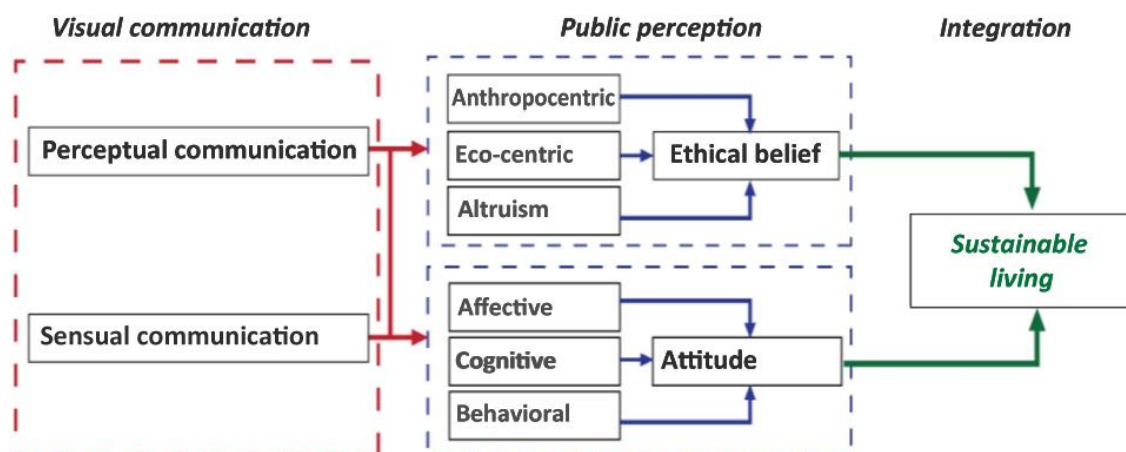 Visual communication
Public perception
Integration
Perceptual communication
Sensual communication
Anthropocentric
Eco-centric
Altruism
Ethical belief
Affective
Cognitive
Behavioral
Attitude
Sustainable
living